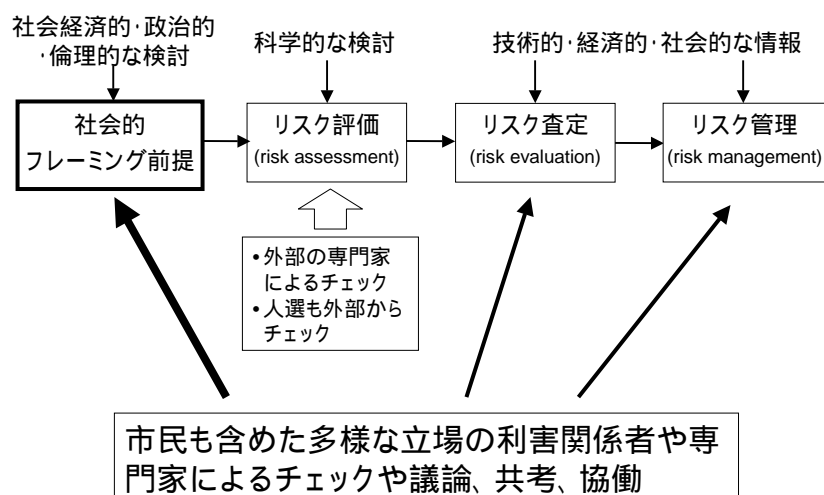 社会経済的・政治的
・倫理的な検討
科学的な検討
技術的・経済的・社会的な情報
社会的
フレーミング前提
リスク評価
(risk assessment)
リスク査定
(risk evaluation)
リスク管理
(risk management)
•外部の専門家
によるチェック
•人選も外部から
チェック
市民も含めた多様な立場の利害関係者や専
門家によるチェックや議論、共考、協働